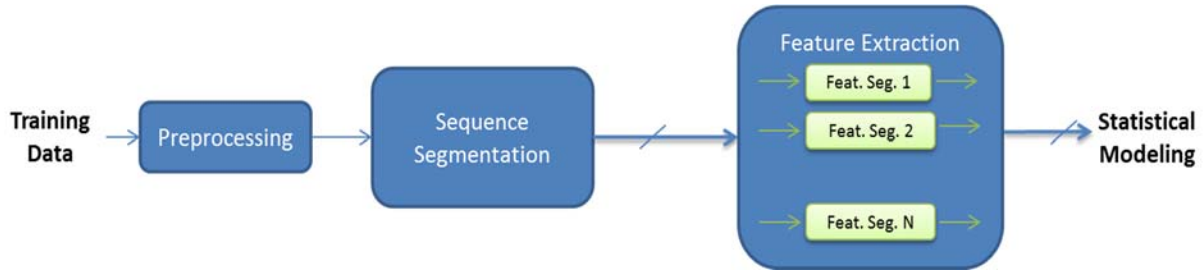 Training
Data
Preprocessing
Sequence
Segmentation
Feature Extraction
Feat. Seg. 1
Feat. Seg. 2
Feat. Seg. N
Statistical
Modeling